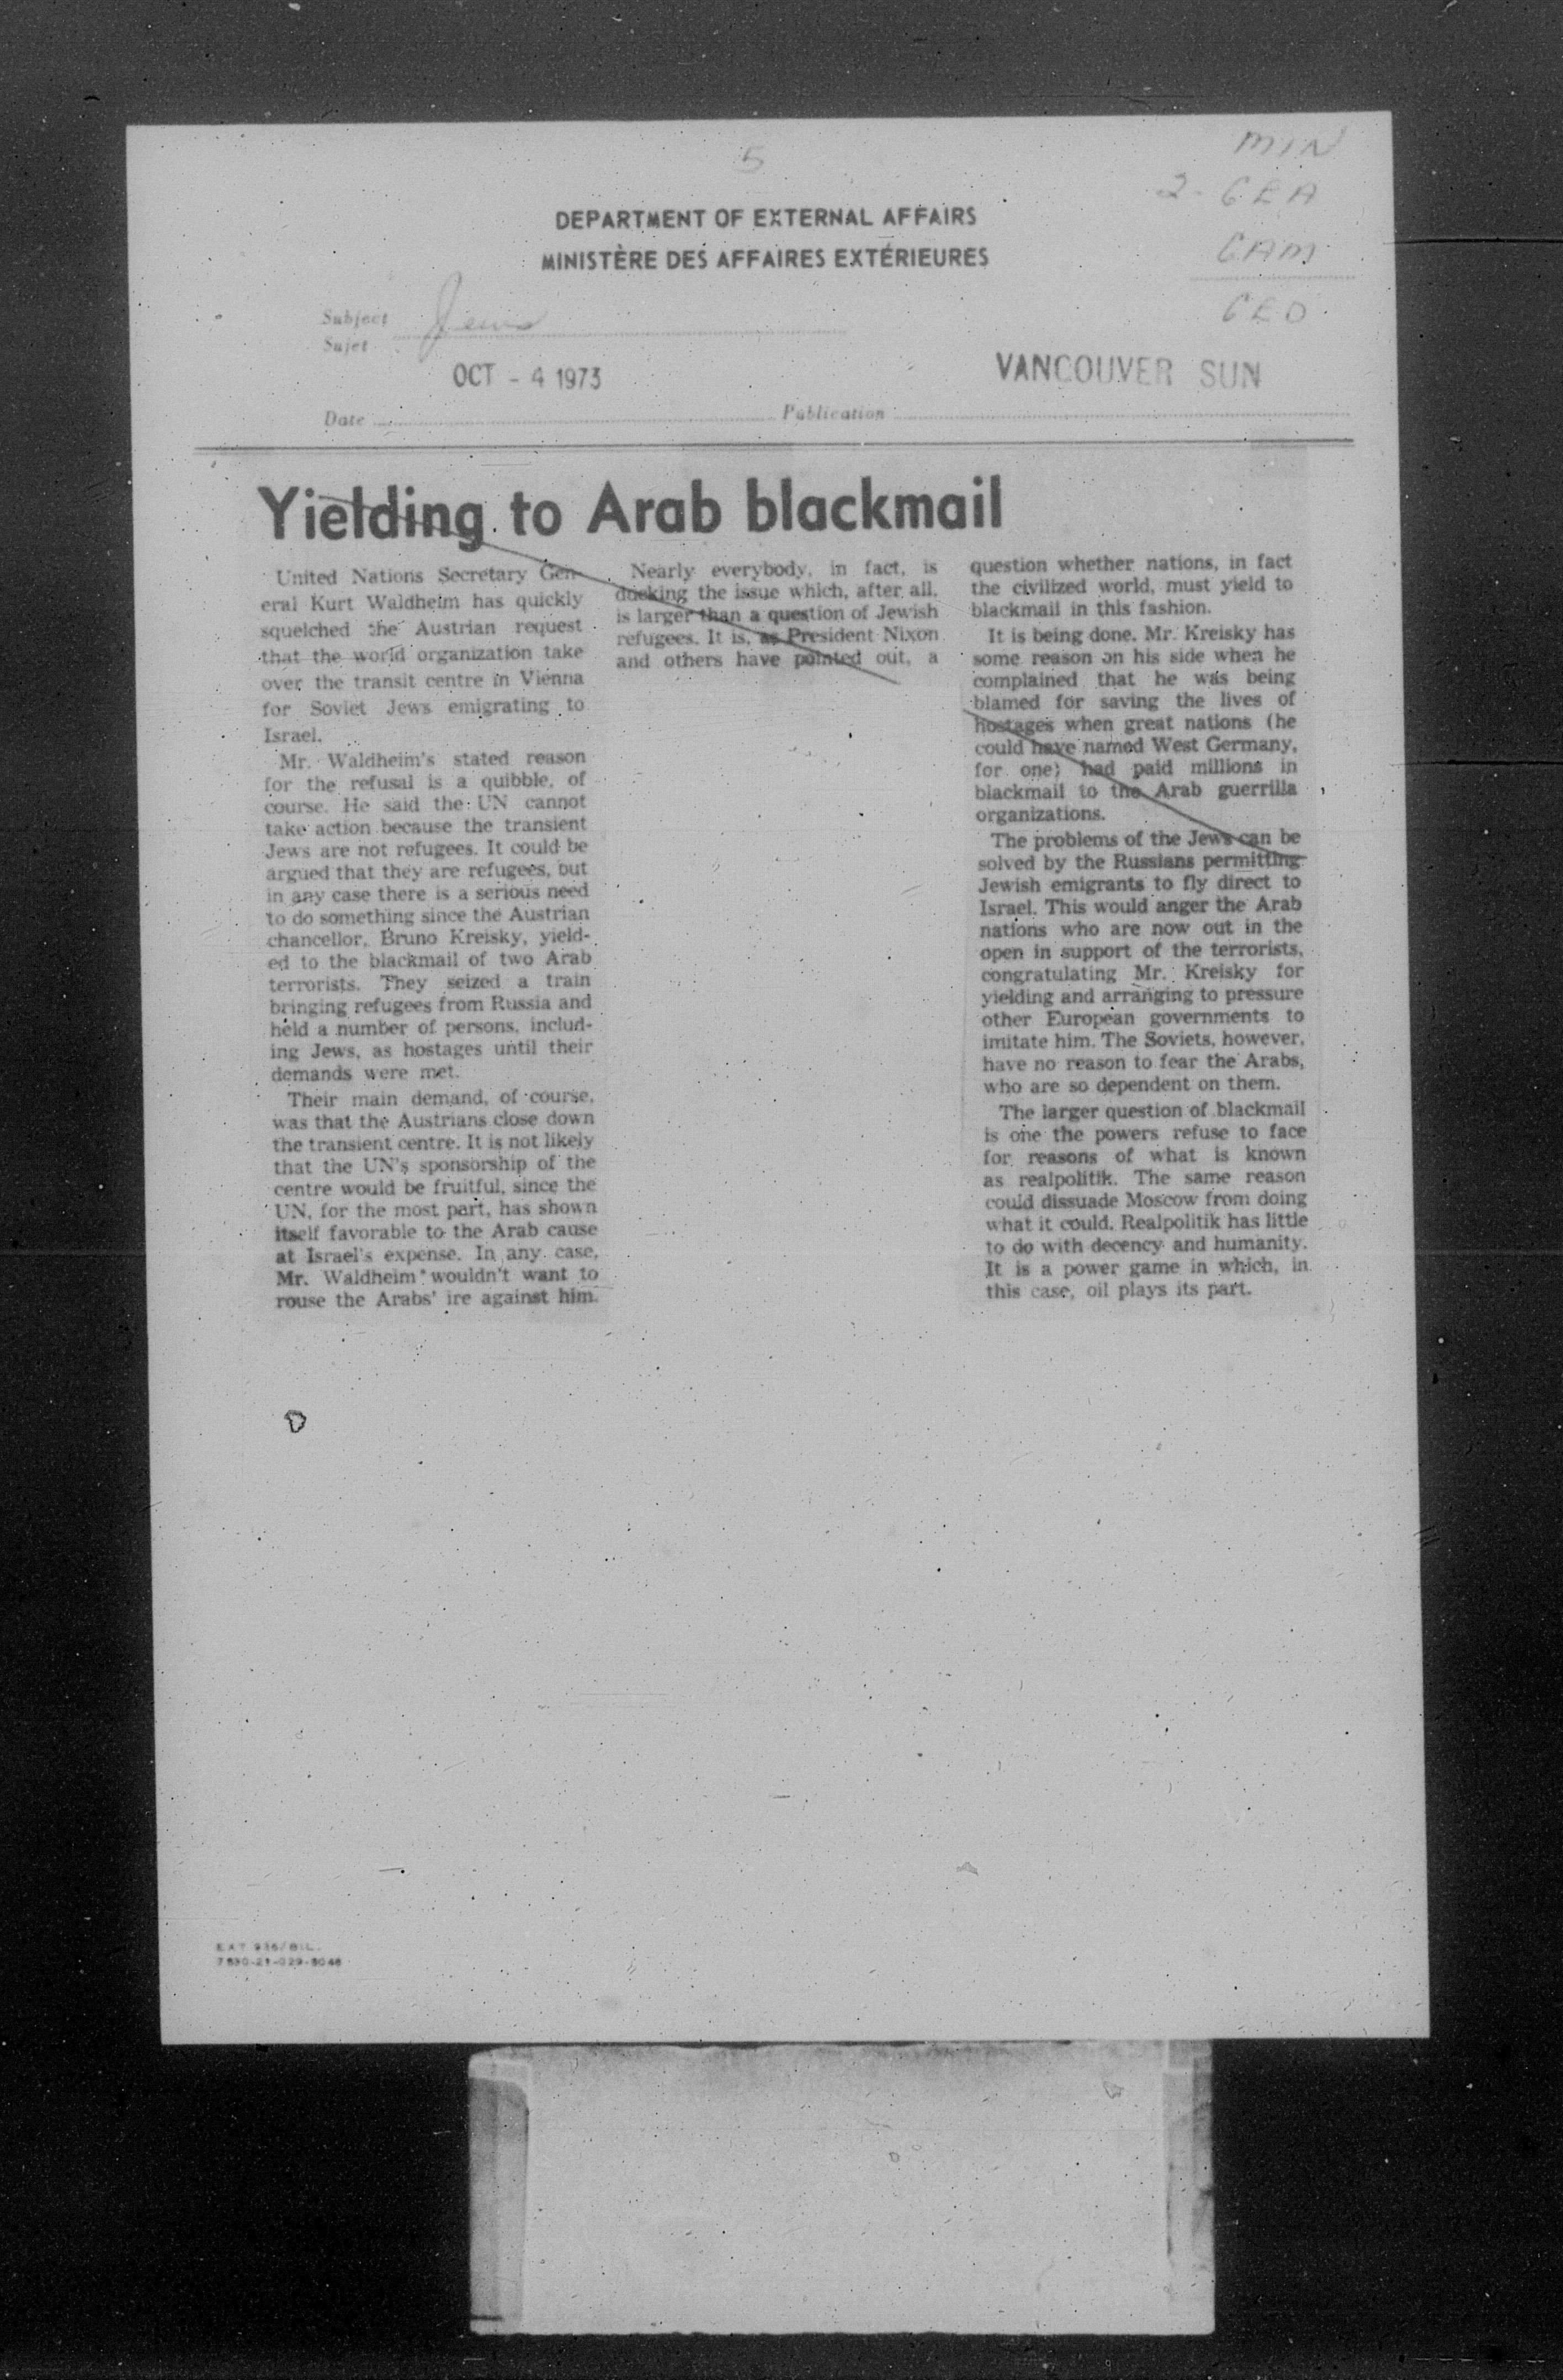 5
MIN
2- GEA
GAM
GED
DEPARTMENT OF EXTERNAL AFFAIRS
MINISTÈRE DES AFFAIRES EXTÉRIEURES
Subject
Sujet
Jews
OCT - 4 1973
VANCOUVER SUN
Date
Publication
Yielding to Arab blackmail
United Nations Secretary Gen-
eral Kurt Waldheim has quickly
squelched the Austrian request
that the world organization take
over the transit centre in Vienna
for Soviet Jews emigrating to
Israel.
Mr. Waldheim's stated reason
for the refusal is a quibble, of
course. He said the UN cannot
take action because the transient
Jews are not refugees. It could be
argued that they are refugees, but
in any case there is a serious need
to do something since the Austrian
chancellor, Bruno Kreisky, yield-
ed to the blackmail of two Arab
terrorists. They seized a train
bringing refugees from Russia and
held a number of persons, includ-
ing Jews, as hostages until their
demands were met.
Their main demand, of course,
was that the Austrians close down
the transient centre. It is not likely
that the UN's sponsorship of the
centre would be fruitful, since the
UN, for the most part, has shown
itself favorable to the Arab cause
at Israel's expense. In any case,
Mr. Waldheim wouldn't want to
rouse the Arabs' ire against him.
Nearly everybody, in fact, is
ducking the issue which, after all,
is larger than a question of Jewish
refugees. It is, as President Nixon
and others have pointed out, a
question whether nations, in fact
the civilized world, must yield to
blackmail in this fashion.
It is being done. Mr. Kreisky has
some reason on his side when he
complained that he was being
blamed for saving the lives of
hostages when great nations (he
could have named West Germany,
for one) had paid millions in
blackmail to the Arab guerrilla
organizations.
The problems of the Jews can be
solved by the Russians permitting
Jewish emigrants to fly direct to
Israel. This would anger the Arab
nations who are now out in the
open in support of the terrorists,
congratulating Mr. Kreisky for
yielding and arranging to pressure
other European governments to
imitate him. The Soviets, however,
have no reason to fear the Arabs,
who are so dependent on them.
The larger question of blackmail
is one the powers refuse to face
for reasons of what is known
as realpolitik. The same reason
could dissuade Moscow from doing
what it could. Realpolitik has little
to do with decency and humanity.
It is a power game in which, in
this case, oil plays its part.
EXT 936/BIL.
7530-21-029-5046